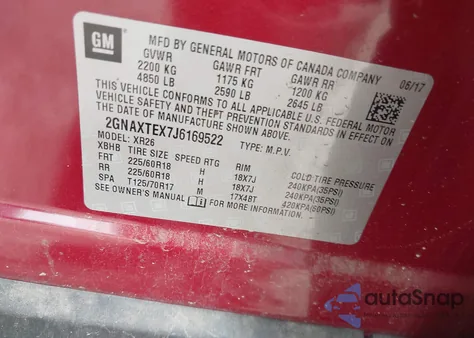 GM
MFD BY GENERAL MOTORS OF CANADA COMPANY
GVWR GAWR FRT GAWR RR 05/17
2200 KG 1175 KG 1200 KG
4850 LB 2590 LB 2645 LB
THIS VEHICLE CONFORMS TO ALL APPLICABLE U.S. FEDERAL MOTOR
VEHICLE SAFETY, BUMPER, AND THEFT PREVENTION STANDARDS IN EFFECT ON
THE DATE OF MANUFACTURE SHOWN ABOVE.
2GNAXTEX7J6169522 TYPE: M.P.V.
MODEL: XR26
XBHB TIRE SIZE SPEED RTG RIM COLD TIRE PRESSURE
FRT 225/60R18 H 18X7J 240KPA(35PSI)
RR 225/60R18 H 18X7J 240KPA(35PSI)
SPA T125/70R17 M 17X4BT 420KPA(60PSI)
SEE OWNER'S MANUAL FOR MORE INFORMATION.
autoSnap